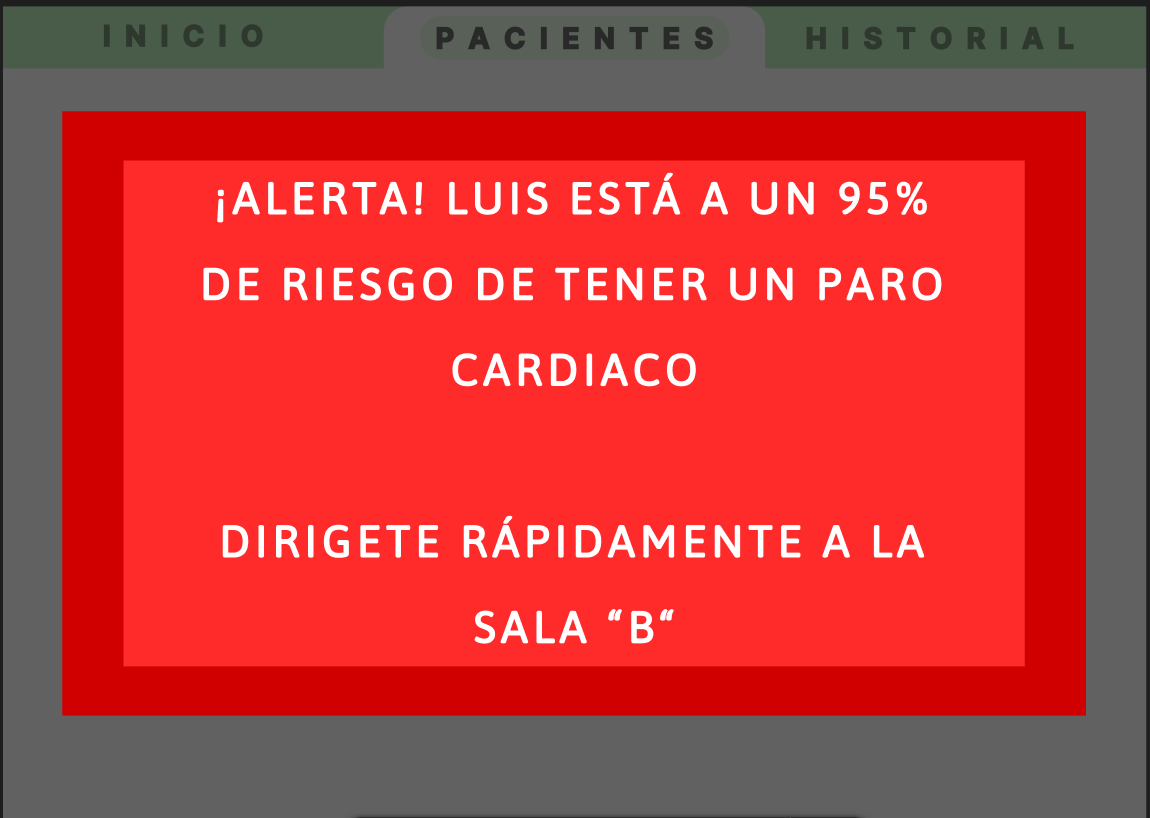 INICIO PACIENTES HISTORIAL
¡ALERTA! LUIS ESTÁ A UN 95%
DE RIESGO DE TENER UN PARO
CARDIACO
DIRIGETE RÁPIDAMENTE A LA
SALA “B“